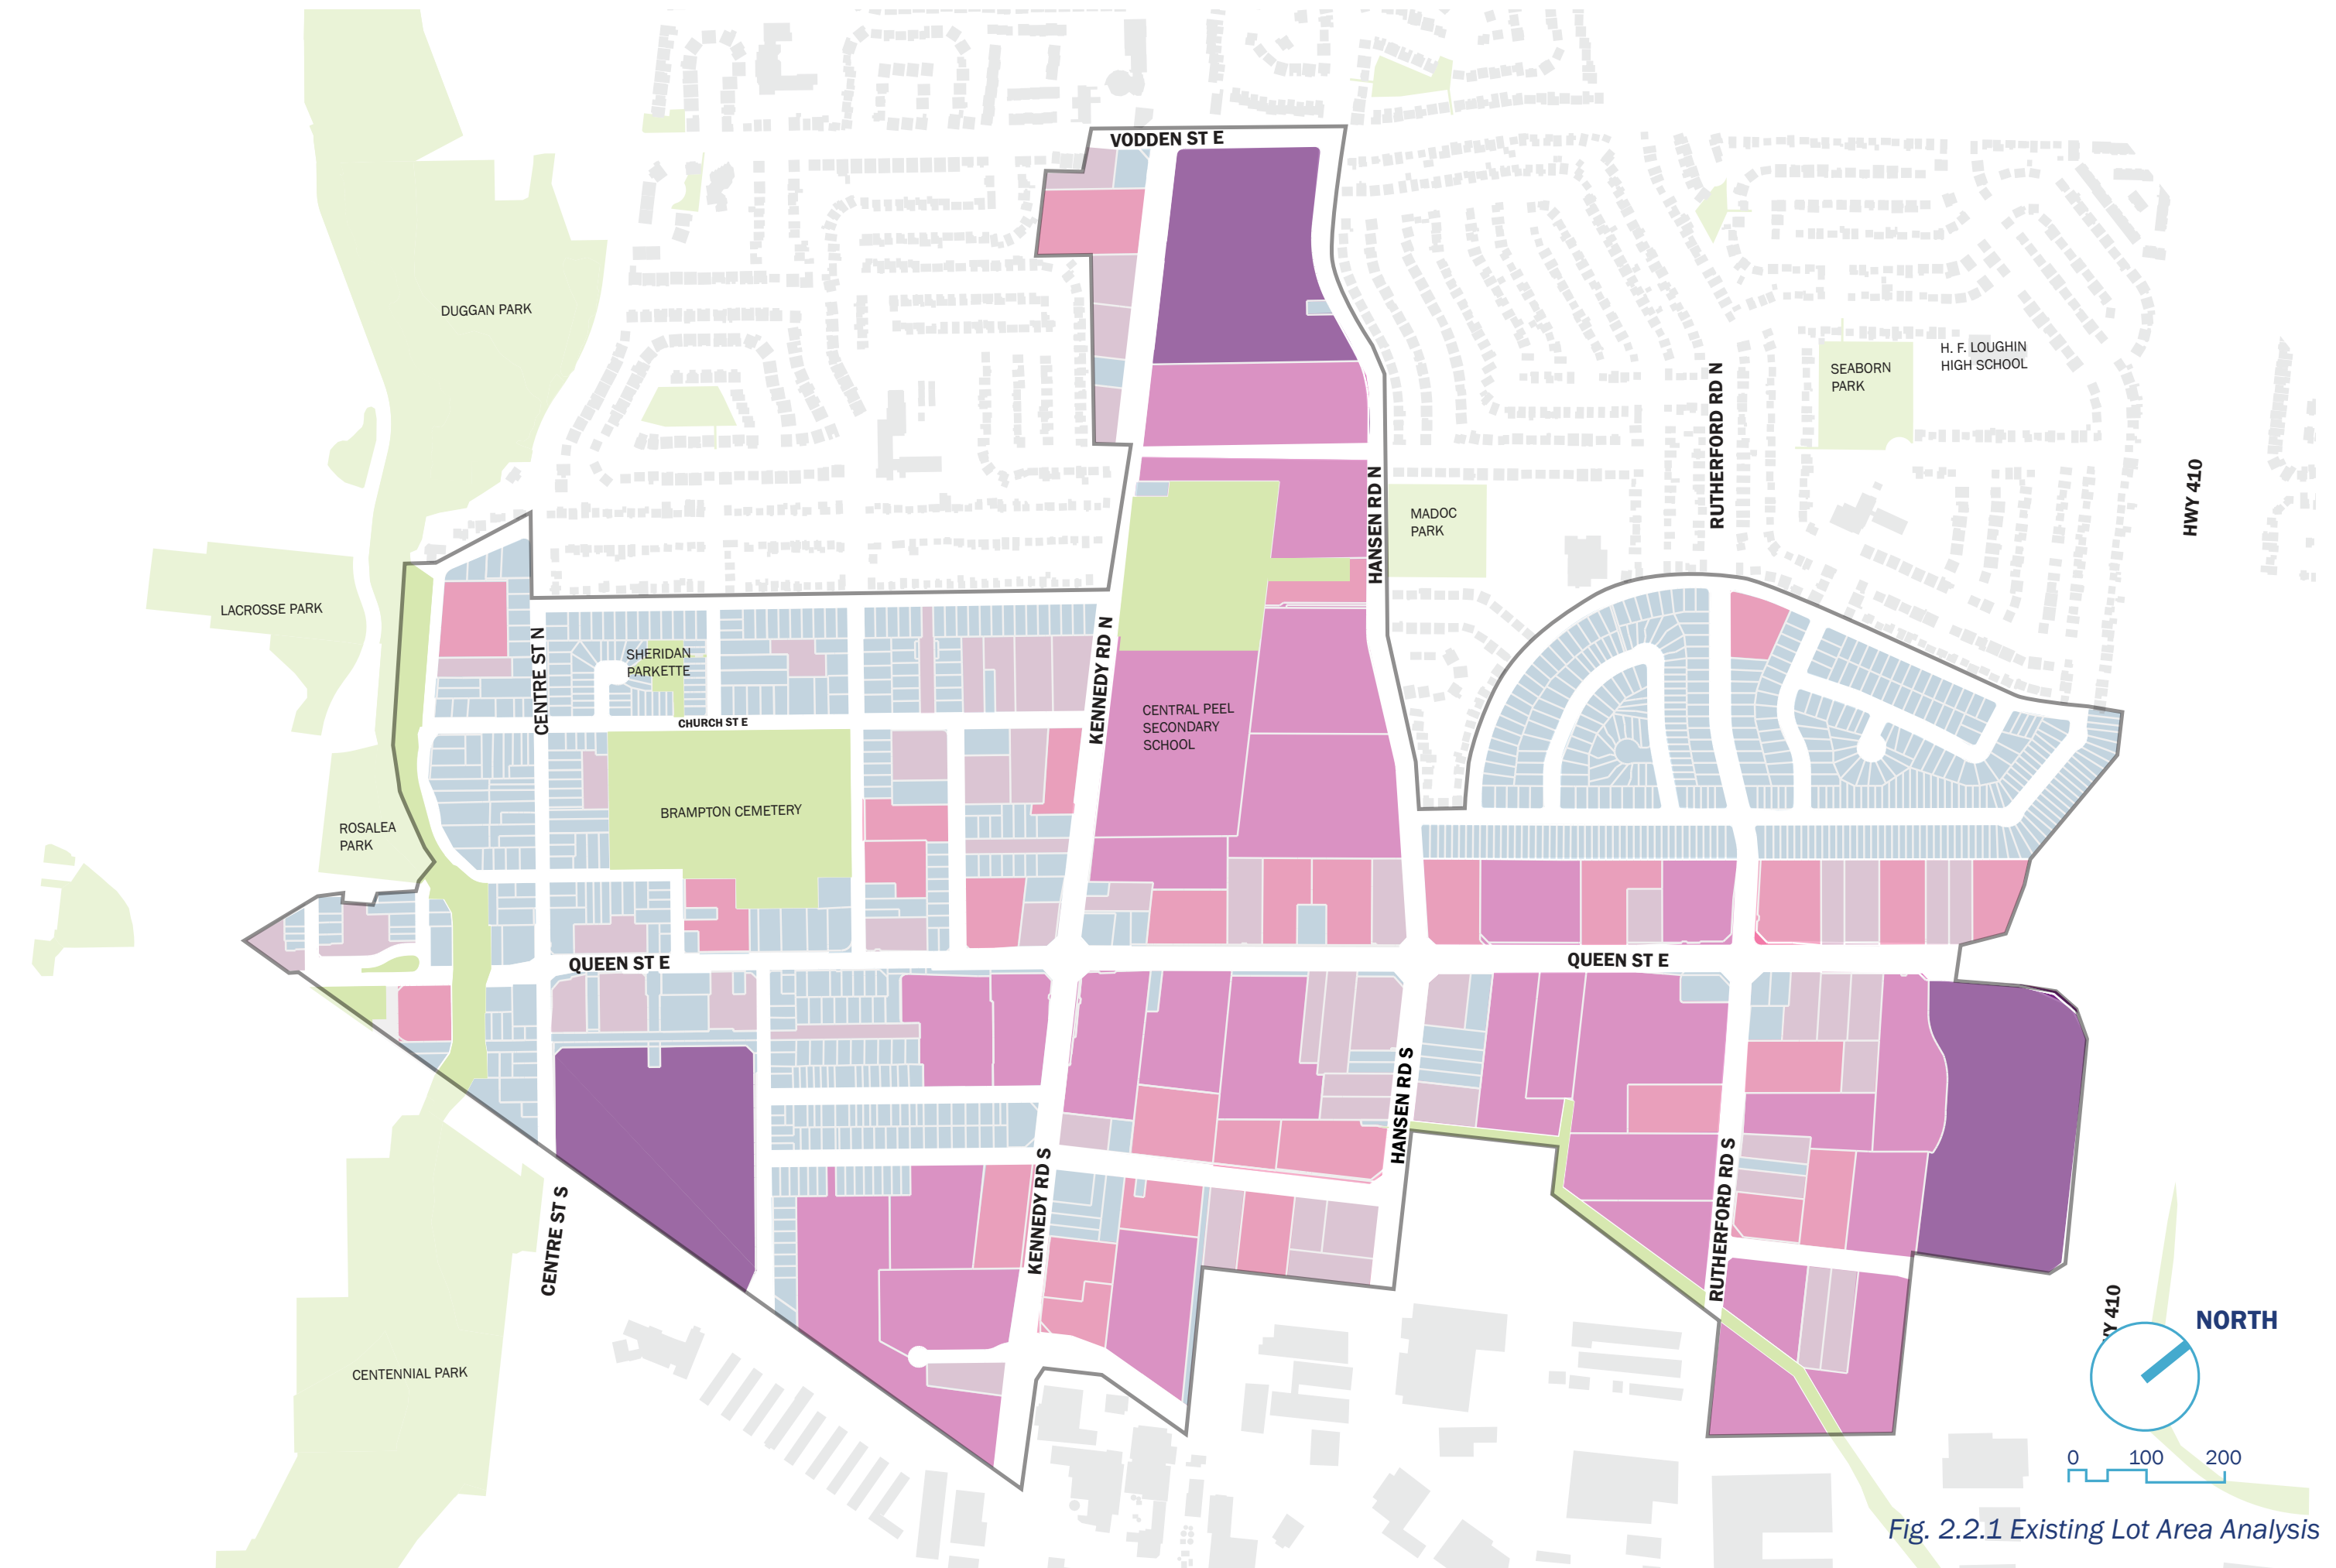 VODDEN ST E
DUGGAN PARK
H. F. LOUGHIN
HIGH SCHOOL
SEABORN
PARK
RUTHERFORD RD N
HWY 410
HANSEN RD N
MADOC
PARK
LACROSSE PARK
CENTRE ST N
SHERIDAN
PARKETTE
KENNEDY RD N
CHURCH ST E
CENTRAL PEEL
SECONDARY
SCHOOL
BRAMPTON CEMETERY
ROSALEA
PARK
QUEEN ST E
QUEEN ST E
HANSEN RD S
KENNEDY RD S
RUTHERFORD RD S
CENTRE ST S
CENTENNIAL PARK
Y 410
NORTH
0 100 200
Fig. 2.2.1 Existing Lot Area Analysis